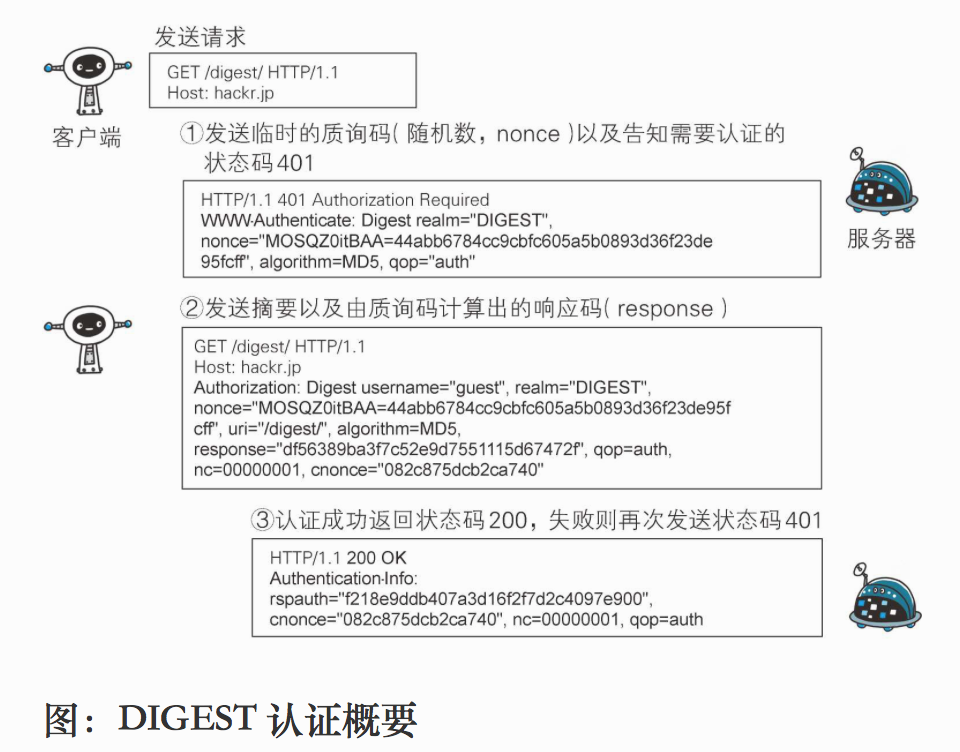 发送请求
GET /digest/ HTTP/1.1
Host: hackr.jp
客户端
①发送临时的质询码(随机数，nonce)以及告知需要认证的
状态码401
HTTP/1.1 401 Authorization Required
WWW-Authenticate: Digest realm="DIGEST",
nonce="MOSQZ0itBAA=44abb6784cc9cbfc605a5b0893d36f23de
95fcff", algorithm=MD5, qop="auth"
服务器
②发送摘要以及由质询码计算出的响应码(response)
GET /digest/ HTTP/1.1
Host: hackr.jp
Authorization: Digest username="guest", realm="DIGEST",
nonce="MOSQZ0itBAA=44abb6784cc9cbfc605a5b0893d36f23de95f
cff", uri="/digest/", algorithm=MD5,
response="df56389ba3f7c52e9d7551115d67472f", qop=auth,
nc=00000001, cnonce="082c875dcb2ca740"
③认证成功返回状态码200，失败则再次发送状态码401
HTTP/1.1 200 OK
Authentication-Info:
rspauth="f218e9ddb407a3d16f2f7d2c4097e900",
cnonce="082c875dcb2ca740", nc=00000001, qop=auth
图：DIGEST 认证概要